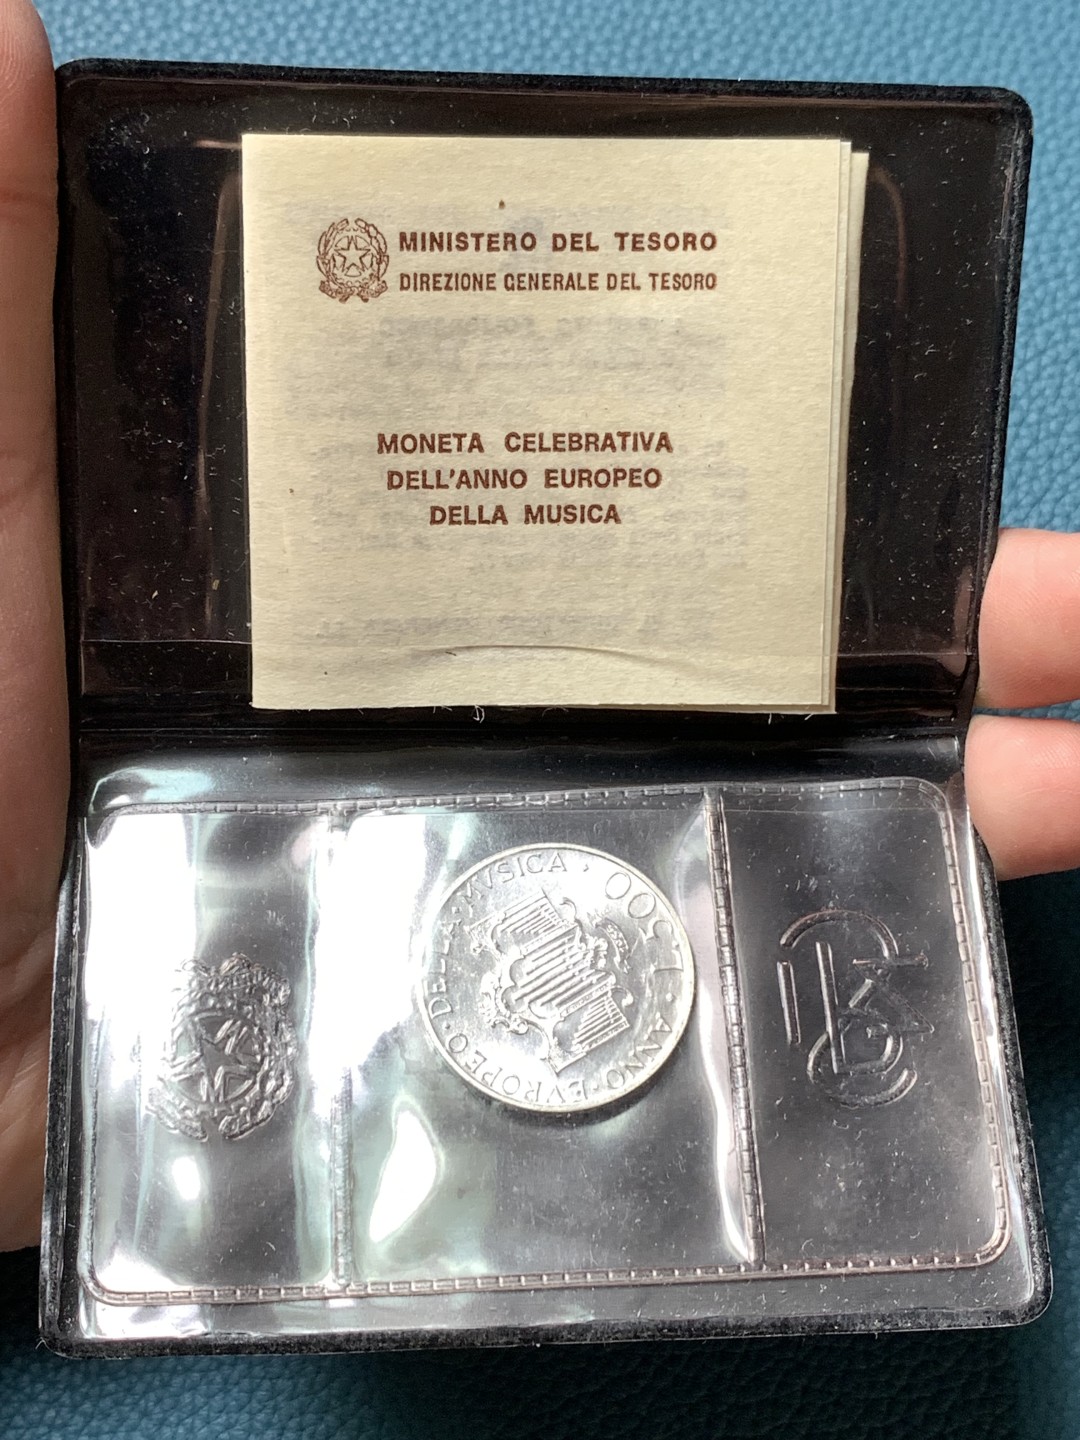 MINISTERO DEL TESORO
DIREZIONE GENERALE DEL TESORO
MONETA CELEBRATIVA
DELL'ANNO EUROPEO
DELLA MUSICA
L.500 · ANNO · EVROPEO · DELLA · MVSICA ·